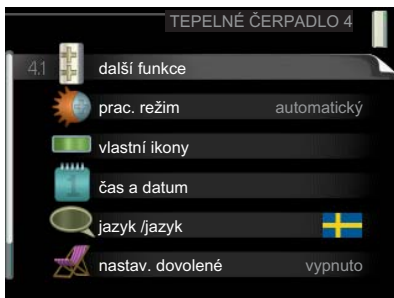 TEPELNÉ ČERPADLO 4
4.1 další funkce
prac. režim automatický
vlastní ikony
čas a datum
jazyk /jazyk
nastav. dovolené vypnuto